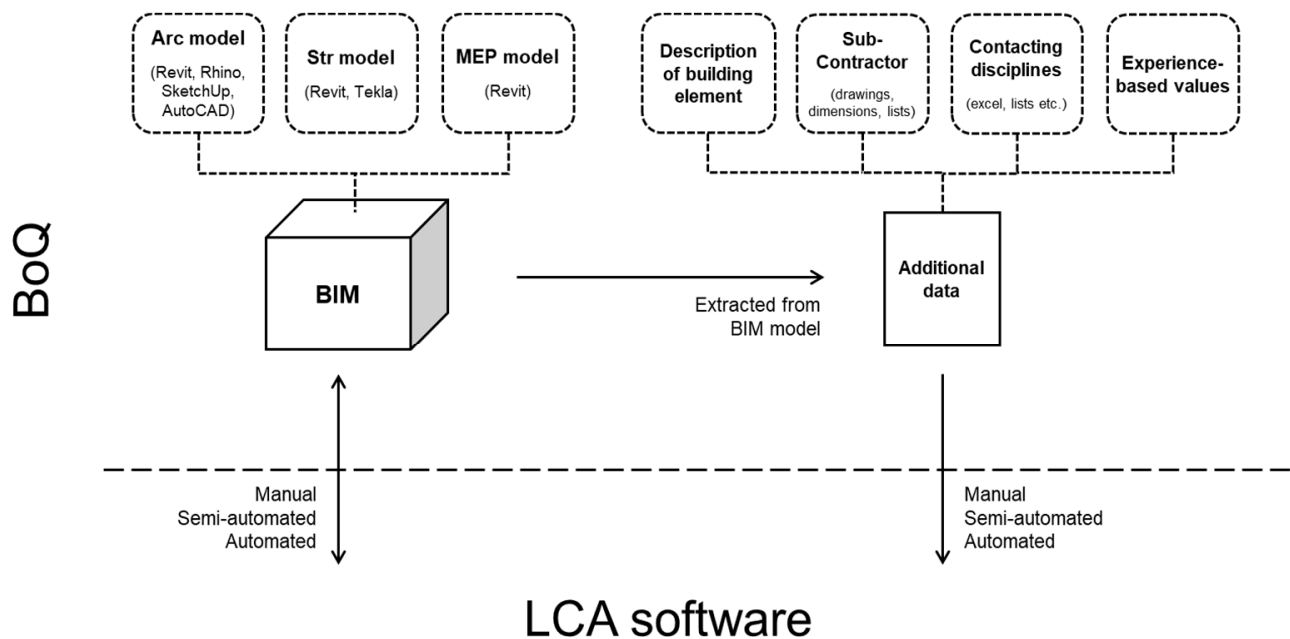 Arc model
(Revit, Rhino,
SketchUp,
AutoCAD)
Str model
(Revit, Tekla)
MEP model
(Revit)
Description
of building
element
Sub-
Contractor
(drawings,
dimensions, lists)
Contacting
disciplines
(excel, lists etc.)
Experience-
based values
BoQ
BIM
Extracted from
BIM model
Additional
data
Manual
Semi-automated
Automated
Manual
Semi-automated
Automated
LCA software